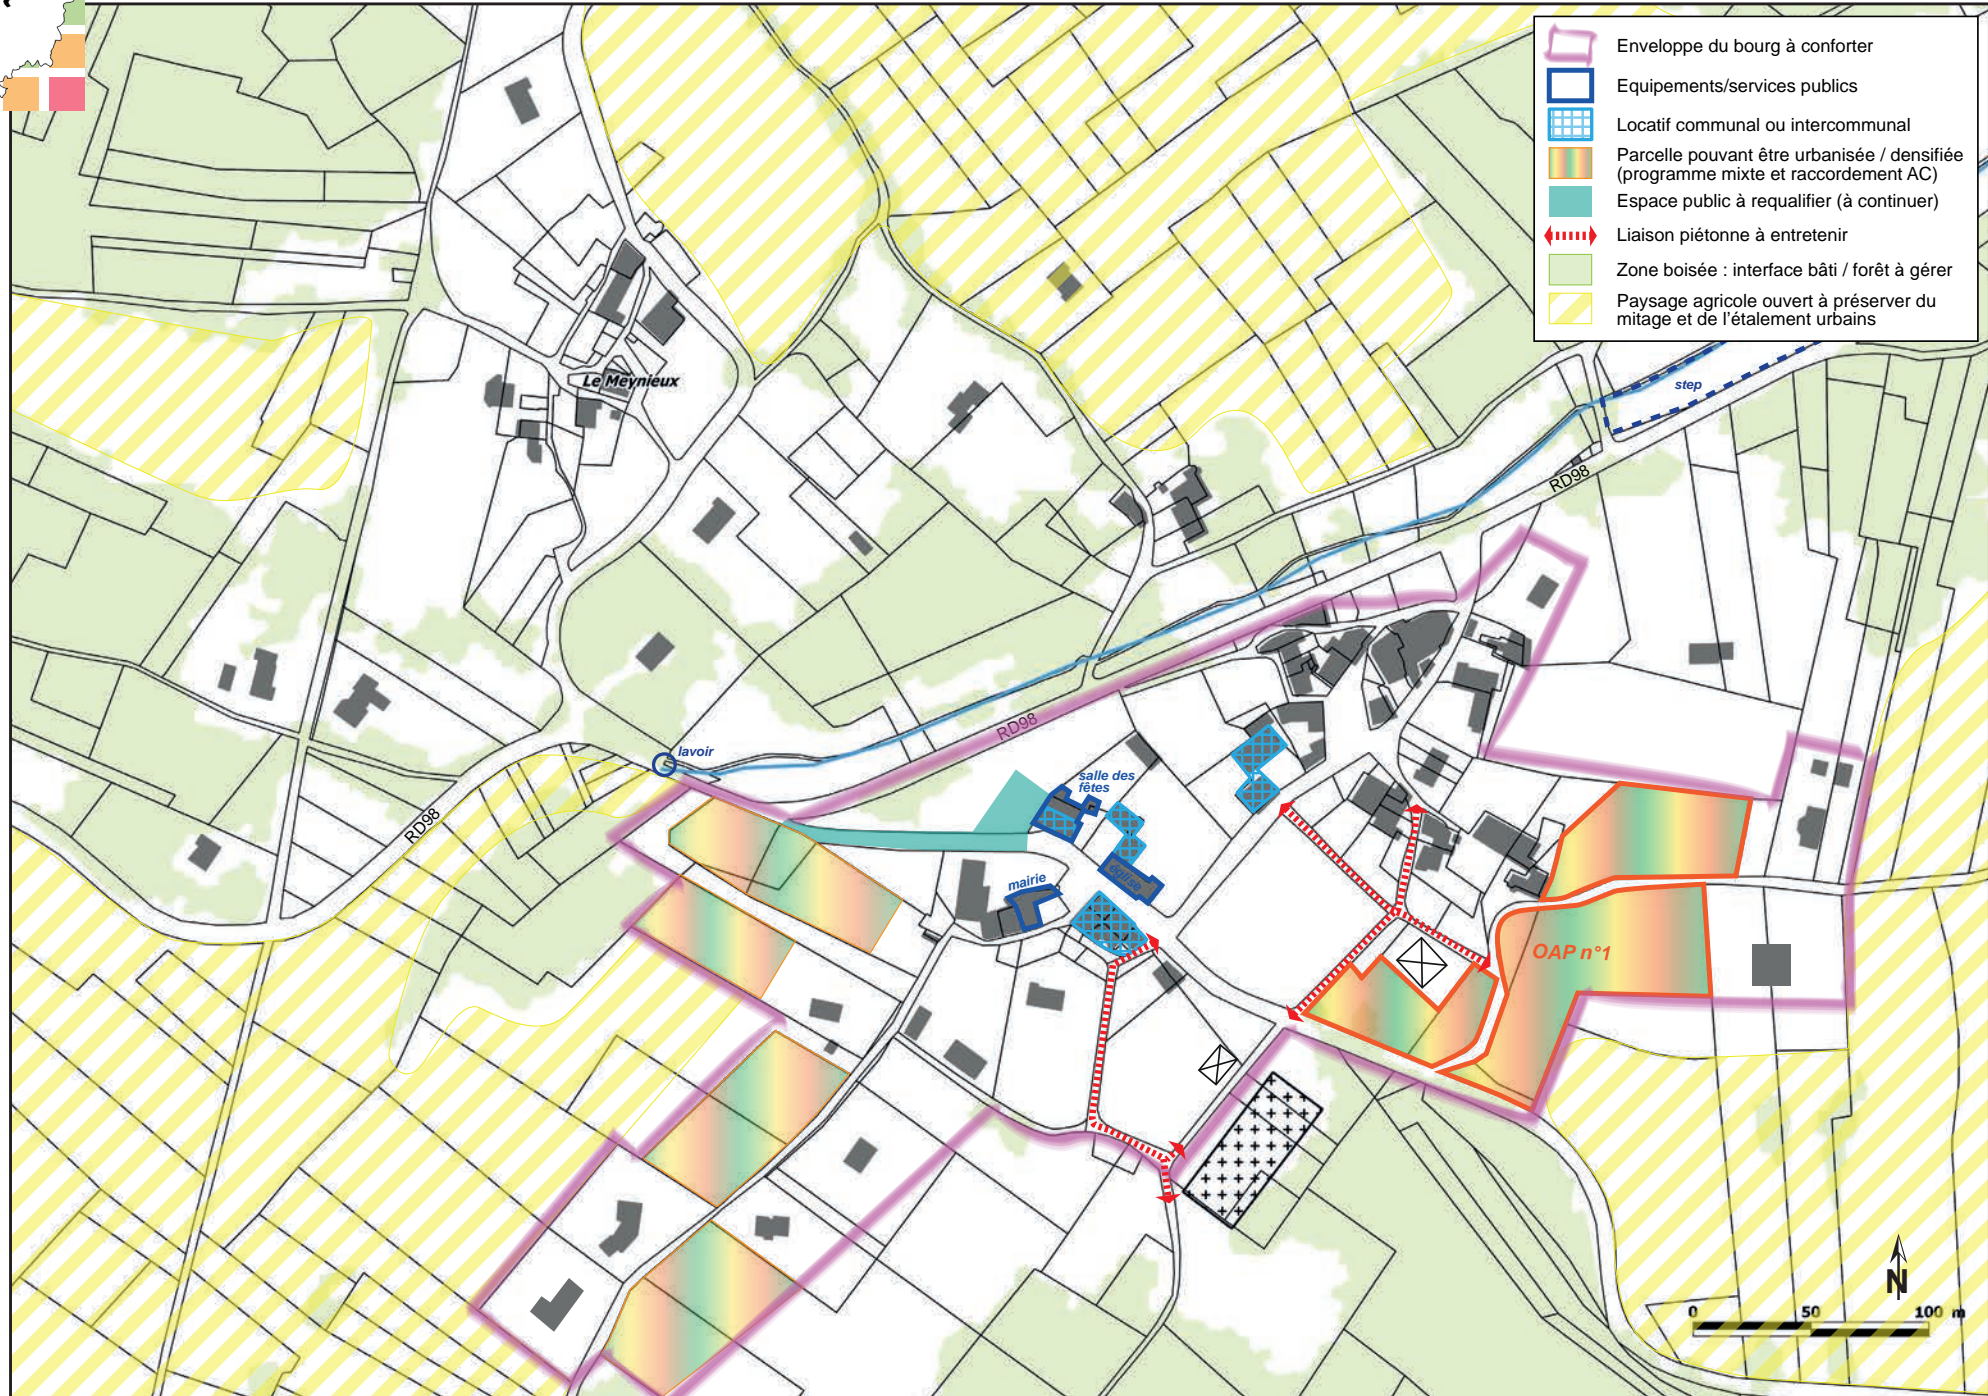 Enveloppe du bourg à conforter
Equipements/services publics
Locatif communal ou intercommunal
Parcelle pouvant être urbanisée / densifiée
(programme mixte et raccordement AC)
Espace public à requalifier (à continuer)
Liaison piétonne à entretenir
Zone boisée : interface bâti / forêt à gérer
Paysage agricole ouvert à préserver du
mitage et de l'étalement urbains
Le Meynieux
step
RD98
RD98
lavoir
salle des
fêtes
RD98
mairie
église
OAP n°1
N
0 50 100 m